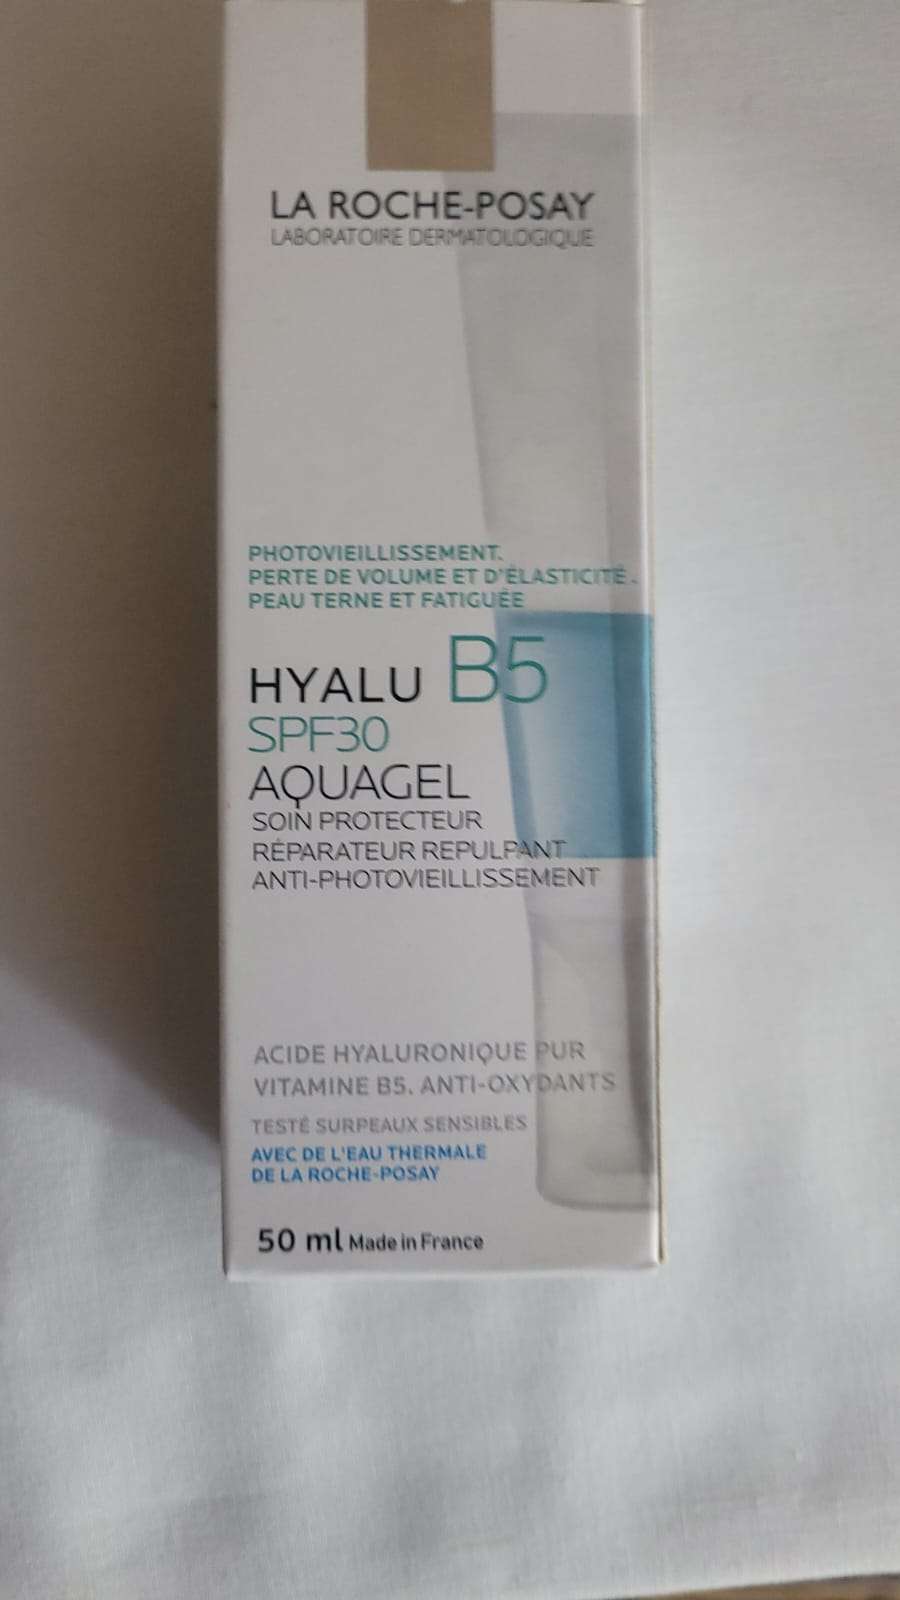 LA ROCHE-POSAY
LABORATOIRE DERMATOLOGIQUE
PHOTOVIEILLISSEMENT.
PERTE DE VOLUME ET D'ÉLASTICITÉ.
PEAU TERNE ET FATIGUÉE
HYALU B5
SPF30
AQUAGEL
SOIN PROTECTEUR
RÉPARATEUR REPULPANT
ANTI-PHOTOVIEILLISSEMENT
ACIDE HYALURONIQUE PUR
VITAMINE B5. ANTI-OXYDANTS
TESTÉ SUR PEAUX SENSIBLES
AVEC DE L'EAU THERMALE
DE LA ROCHE-POSAY
50 ml Made in France